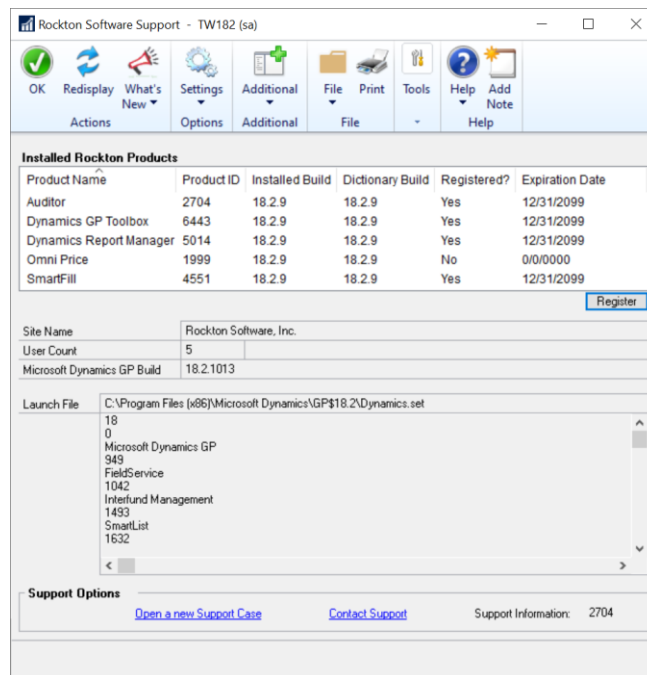 Rockton Software Support - TW182 (sa)
OK Redisplay What's New Settings Additional File Print Tools Help Add Note
Actions Options Additional File Help
Installed Rockton Products
Product Name Product ID Installed Build Dictionary Build Registered? Expiration Date
Auditor 2704 18.2.9 18.2.9 Yes 12/31/2099
Dynamics GP Toolbox 6443 18.2.9 18.2.9 Yes 12/31/2099
Dynamics Report Manager 5014 18.2.9 18.2.9 Yes 12/31/2099
Omni Price 1999 18.2.9 18.2.9 No 0/0/0000
SmartFill 4551 18.2.9 18.2.9 Yes 12/31/2099
Register
Site Name Rockton Software, Inc.
User Count 5
Microsoft Dynamics GP Build 18.2.1013
Launch File C:\Program Files (x86)\Microsoft Dynamics\GP$18.2\Dynamics.set
18
0
Microsoft Dynamics GP
949
FieldService
1042
Interfund Management
1493
SmartList
1632
Support Options
Open a new Support Case Contact Support Support Information: 2704